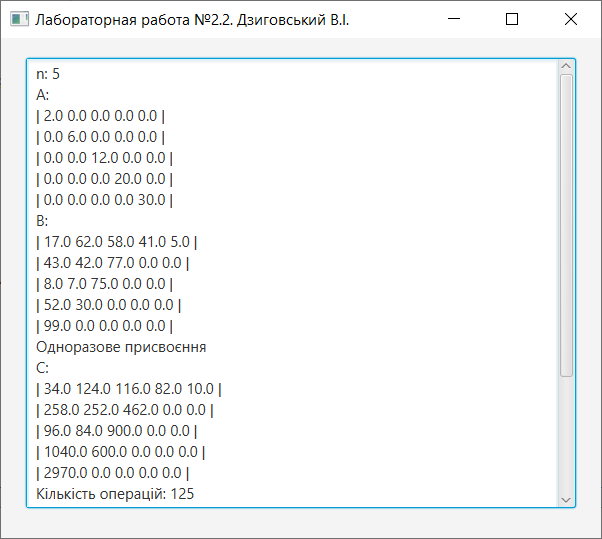 Лабораторная работа №2.2. Дзиговський В.І.
n: 5
A:
| 2.0 0.0 0.0 0.0 0.0 |
| 0.0 6.0 0.0 0.0 0.0 |
| 0.0 0.0 12.0 0.0 0.0 |
| 0.0 0.0 0.0 20.0 0.0 |
| 0.0 0.0 0.0 0.0 30.0 |
B:
| 17.0 62.0 58.0 41.0 5.0 |
| 43.0 42.0 77.0 0.0 0.0 |
| 8.0 7.0 75.0 0.0 0.0 |
| 52.0 30.0 0.0 0.0 0.0 |
| 99.0 0.0 0.0 0.0 0.0 |
Одноразове присвоєння
C:
| 34.0 124.0 116.0 82.0 10.0 |
| 258.0 252.0 462.0 0.0 0.0 |
| 96.0 84.0 900.0 0.0 0.0 |
| 1040.0 600.0 0.0 0.0 0.0 |
| 2970.0 0.0 0.0 0.0 0.0 |
Кількість операцій: 125